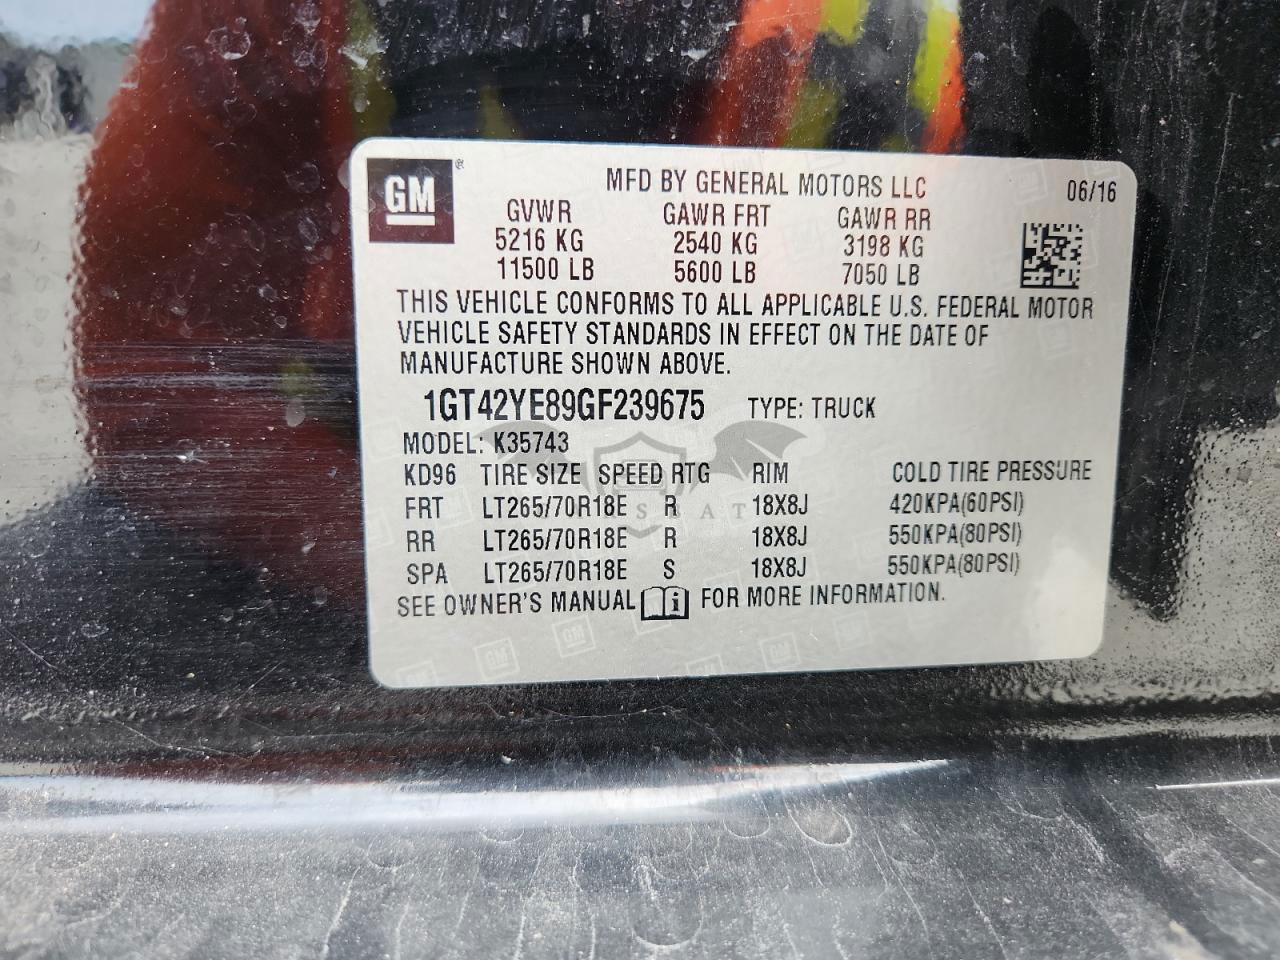 GM ®
MFD BY GENERAL MOTORS LLC 06/16
GVWR GAWR FRT GAWR RR
5216 KG 2540 KG 3198 KG
11500 LB 5600 LB 7050 LB
THIS VEHICLE CONFORMS TO ALL APPLICABLE U.S. FEDERAL MOTOR
VEHICLE SAFETY STANDARDS IN EFFECT ON THE DATE OF
MANUFACTURE SHOWN ABOVE.
1GT42YE89GF239675 TYPE: TRUCK
MODEL: K35743
KD96 TIRE SIZE SPEED RTG RIM COLD TIRE PRESSURE
FRT LT265/70R18E R 18X8J 420KPA(60PSI)
RR LT265/70R18E R 18X8J 550KPA(80PSI)
SPA LT265/70R18E S 18X8J 550KPA(80PSI)
SEE OWNER'S MANUAL i FOR MORE INFORMATION.